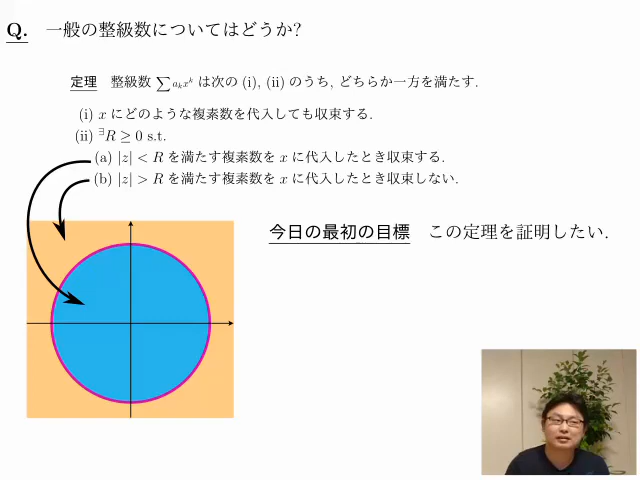 Q. 一般の整級数についてはどうか?
定理 整級数 ∑ aₖxᵏ は次の (i), (ii) のうち, どちらか一方を満たす.
(i) x にどのような複素数を代入しても収束する.
(ii) ∃R ≥ 0 s.t.
(a) |z| < R を満たす複素数を x に代入したとき収束する.
(b) |z| > R を満たす複素数を x に代入したとき収束しない.
今日の最初の目標 この定理を証明したい.